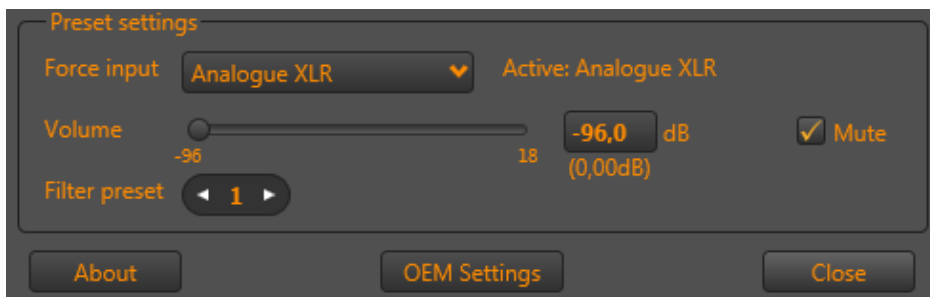 Preset settings
Force input Analogue XLR Active: Analogue XLR
Volume -96,0 dB Mute
-96 18 (0,00dB)
Filter preset 1
About OEM Settings Close